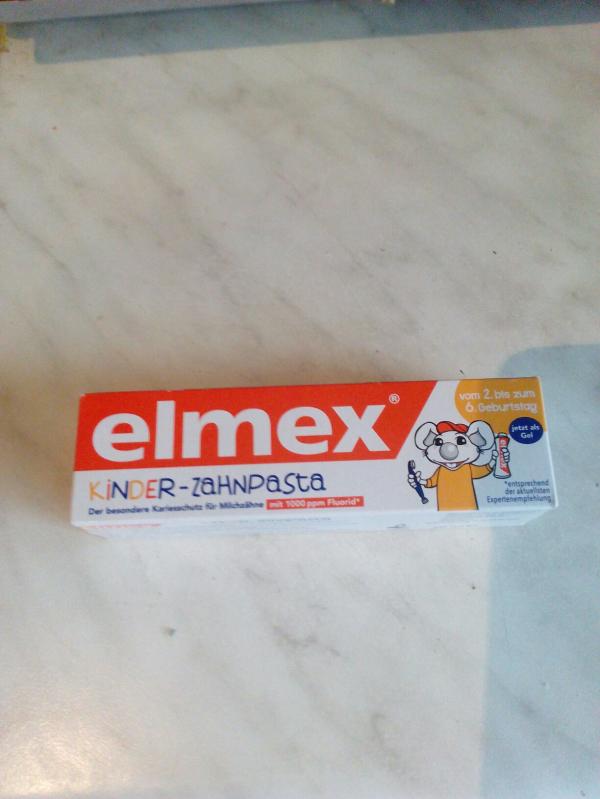 elmex®
vom 2. bis zum
6. Geburtstag
jetzt als
Gel
KiNDER-ZAHNPASTA
Der besondere Kariesschutz für Milchzähne mit 1000 ppm Fluorid*
*entsprechend
der aktuellsten
Expertenempfehlung